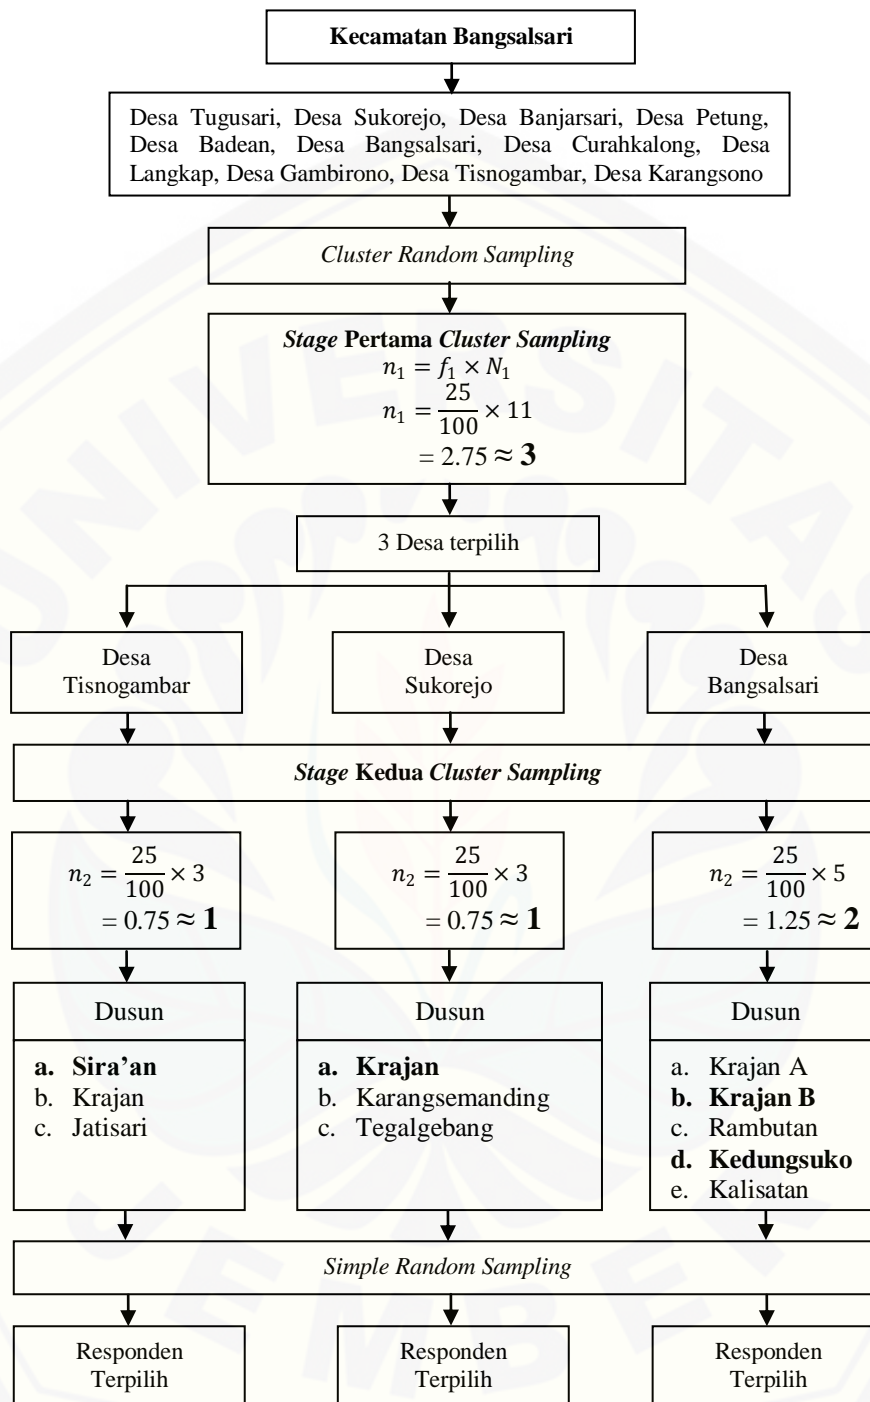 Kecamatan Bangsalsari
Desa Tugusari, Desa Sukorejo, Desa Banjarsari, Desa Petung,
Desa Badean, Desa Bangsalsari, Desa Curahkalong, Desa
Langkap, Desa Gambirono, Desa Tisnogambar, Desa Karangsono
Cluster Random Sampling
Stage Pertama Cluster Sampling
n₁ = f₁ × N₁
n₁ = 25/100 × 11
= 2.75 ≈ 3
3 Desa terpilih
Desa
Tisnogambar
Desa
Sukorejo
Desa
Bangsalsari
Stage Kedua Cluster Sampling
n₂ = 25/100 × 3
= 0.75 ≈ 1
n₂ = 25/100 × 3
= 0.75 ≈ 1
n₂ = 25/100 × 5
= 1.25 ≈ 2
Dusun
a. Sira’an
b. Krajan
c. Jatisari
Dusun
a. Krajan
b. Karangsemanding
c. Tegalgebang
Dusun
a. Krajan A
b. Krajan B
c. Rambutan
d. Kedungsuko
e. Kalisatan
Simple Random Sampling
Responden
Terpilih
Responden
Terpilih
Responden
Terpilih
UNIVERSITAS
JEMBER